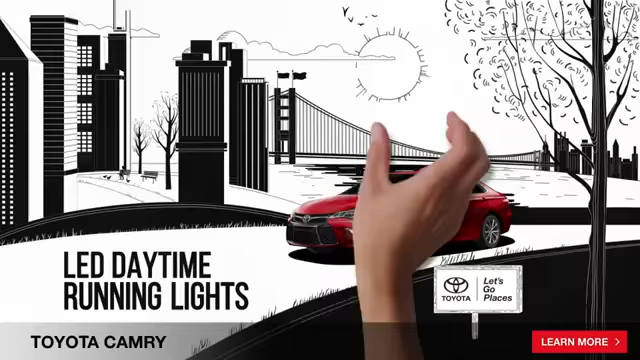 LED DAYTIME
RUNNING LIGHTS
TOYOTA
Let's
Go
Places
TOYOTA CAMRY
LEARN MORE